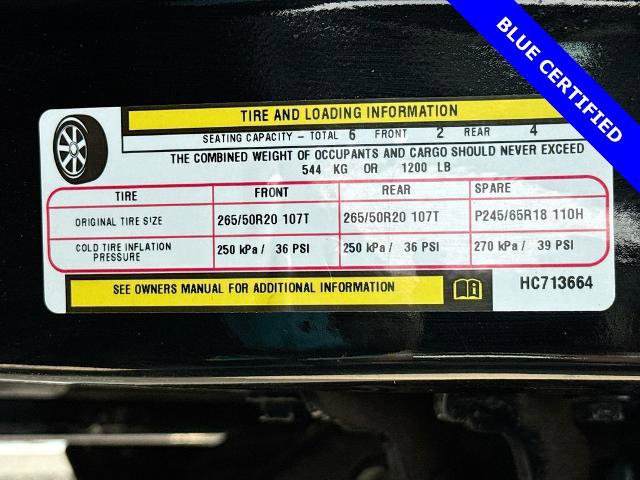 BLUE CERTIFIED
TIRE AND LOADING INFORMATION
SEATING CAPACITY - TOTAL 6 FRONT 2 REAR 4
THE COMBINED WEIGHT OF OCCUPANTS AND CARGO SHOULD NEVER EXCEED
544 KG OR 1200 LB
TIRE FRONT REAR SPARE
ORIGINAL TIRE SIZE 265/50R20 107T 265/50R20 107T P245/65R18 110H
COLD TIRE INFLATION
PRESSURE 250 kPa / 36 PSI 250 kPa / 36 PSI 270 kPa / 39 PSI
SEE OWNERS MANUAL FOR ADDITIONAL INFORMATION HC713664